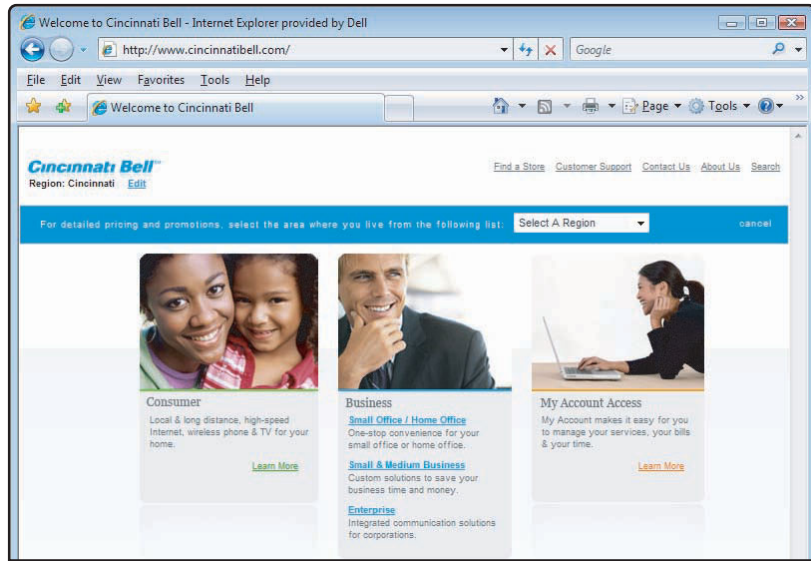 Welcome to Cincinnati Bell - Internet Explorer provided by Dell
http://www.cincinnatibell.com/
Google
File Edit View Favorites Tools Help
Welcome to Cincinnati Bell
Page Tools
Cincinnati Bell
Find a Store Customer Support Contact Us About Us Search
Region: Cincinnati Edit
For detailed pricing and promotions, select the area where you live from the following list: Select A Region cancel
Consumer
Local & long distance, high-speed
Internet, wireless phone & TV for your
home.
Learn More
Business
Small Office / Home Office
One-stop convenience for your
small office or home office.
Small & Medium Business
Custom solutions to save your
business time and money.
Enterprise
Integrated communication solutions
for corporations.
My Account Access
My Account makes it easy for you
to manage your services, your bills
& your time.
Learn More